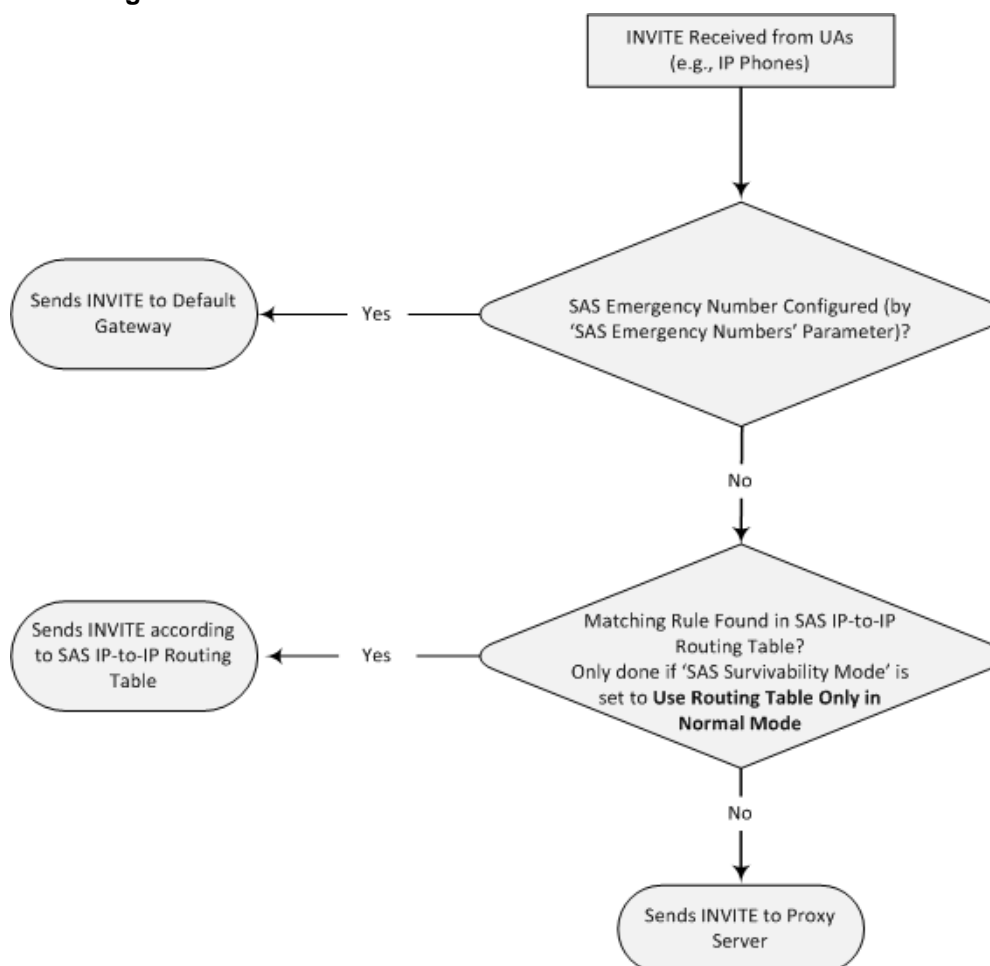 INVITE Received from UAs
(e.g., IP Phones)
SAS Emergency Number Configured (by
‘SAS Emergency Numbers’ Parameter)?
Yes
Sends INVITE to Default
Gateway
No
Matching Rule Found in SAS IP-to-IP
Routing Table?
Only done if ‘SAS Survivability Mode’ is
set to Use Routing Table Only in
Normal Mode
Yes
Sends INVITE according
to SAS IP-to-IP Routing
Table
No
Sends INVITE to Proxy
Server